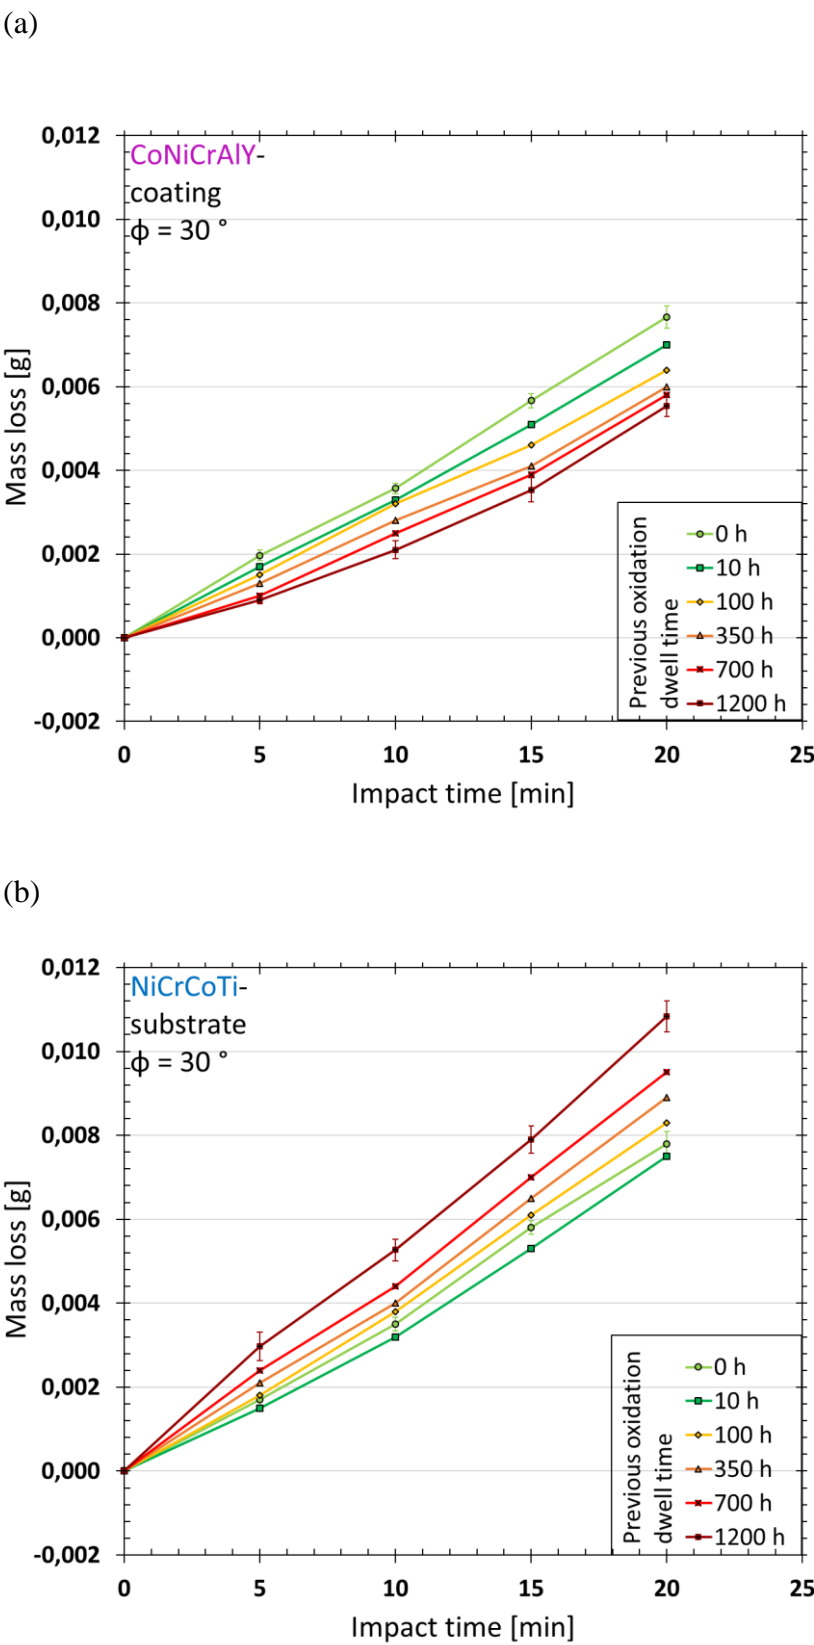 (a)
0,012
CoNiCrAlY-
coating
ϕ = 30 °
0,010
0,008
0,006
0,004
0,002
0,000
-0,002
Mass loss [g]
Previous oxidation
dwell time
0 h
10 h
100 h
350 h
700 h
1200 h
0 5 10 15 20 25
Impact time [min]
(b)
0,012
NiCrCoTi-
substrate
ϕ = 30 °
0,010
0,008
0,006
0,004
0,002
0,000
-0,002
Mass loss [g]
Previous oxidation
dwell time
0 h
10 h
100 h
350 h
700 h
1200 h
0 5 10 15 20 25
Impact time [min]